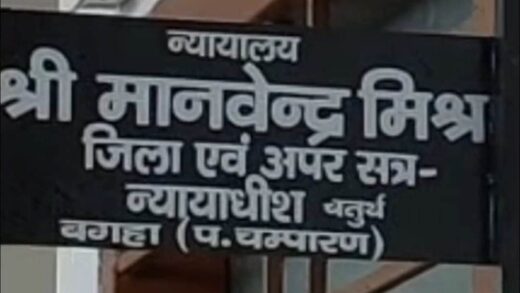 न्यायालय
श्री मानवेन्द्र मिश्र
जिला एवं अपर सत्र-
न्यायाधीश चतुर्थ
बगहा (प.चम्पारण)